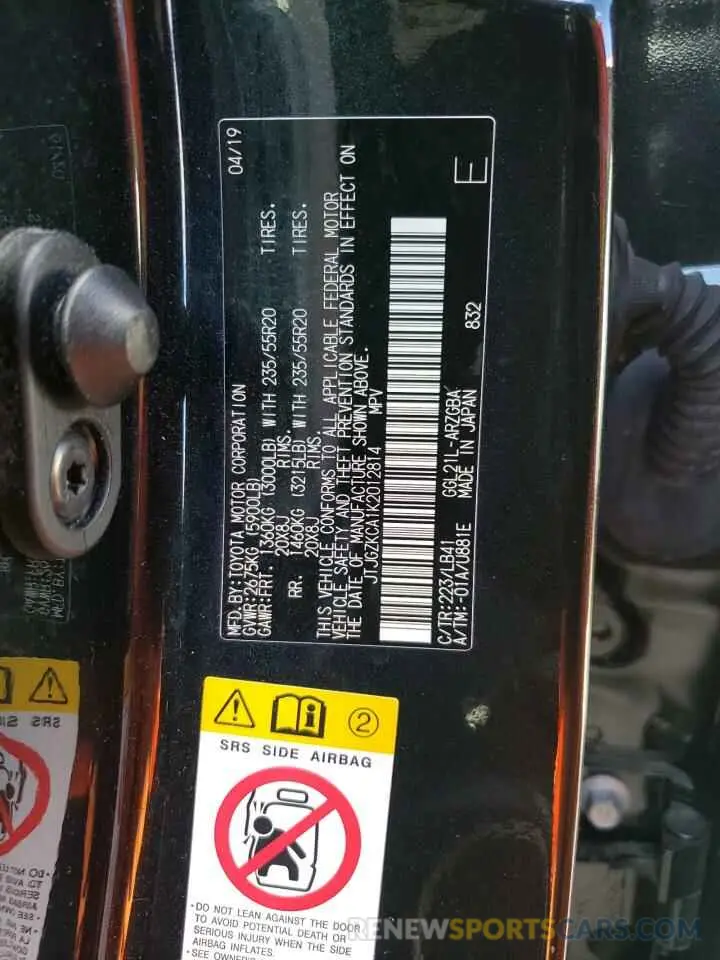 MFD.BY:TOYOTA MOTOR CORPORATION 04/19
GVWR:2675KG (5900LB)
GAWR:FRT. 1360KG (3000LB) WITH 235/55R20 TIRES.
20X8J RIMS.
RR. 1460KG (3215LB) WITH 235/55R20 TIRES.
20X8J RIMS.
THIS VEHICLE CONFORMS TO ALL APPLICABLE FEDERAL MOTOR
VEHICLE SAFETY AND THEFT PREVENTION STANDARDS IN EFFECT ON
THE DATE OF MANUFACTURE SHOWN ABOVE.
JTJGZKCA1K2012814 MPV
C/TR:223/LB41 GGL21L-ARZGBA 832
A/TM:-01A/U881E MADE IN JAPAN
E
2
SRS SIDE AIRBAG
•DO NOT LEAN AGAINST THE DOOR
TO AVOID POTENTIAL DEATH OR
SERIOUS INJURY WHEN THE SIDE
AIRBAG INFLATES.
•SEE OWNER
RENEWSPORTSCARS.COM